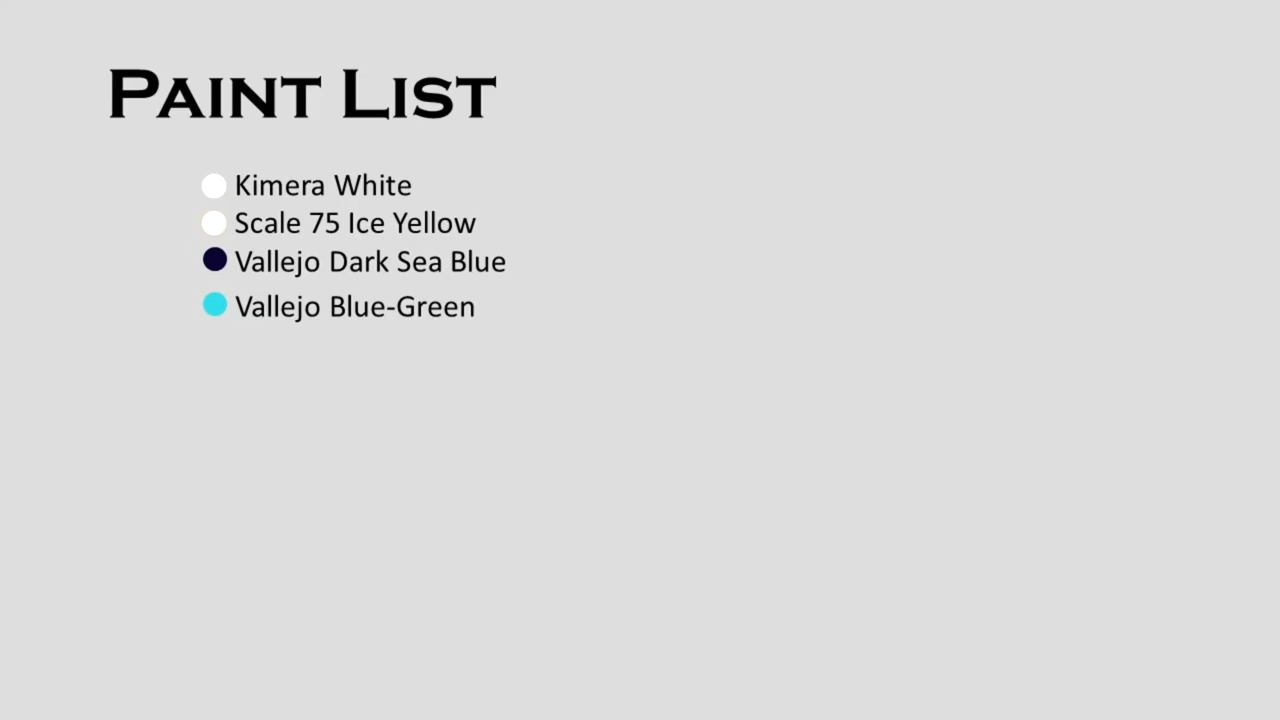 Paint List
Kimera White
Scale 75 Ice Yellow
Vallejo Dark Sea Blue
Vallejo Blue-Green